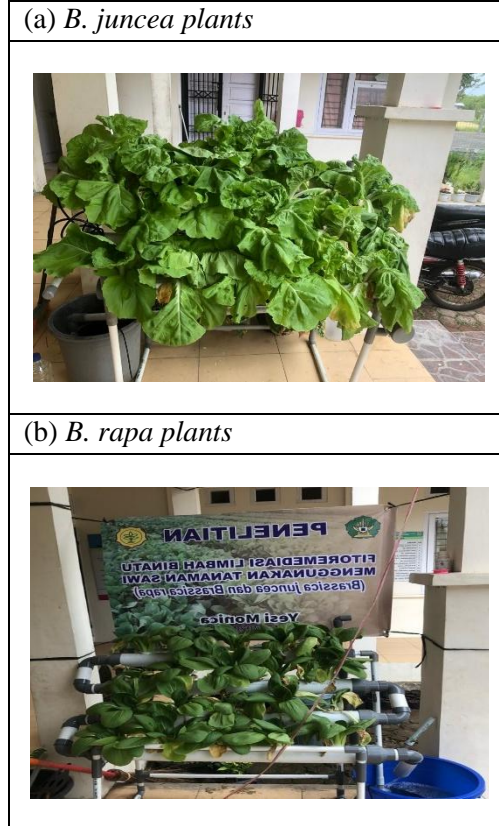 (a) B. juncea plants
(b) B. rapa plants
PENELITIAN
FITOREMEDIASI LIMBAH BINATU
MENGGUNAKAN TANAMAN SAWI
(Brassica juncea dan Brassica rapa)
Yesi Monica